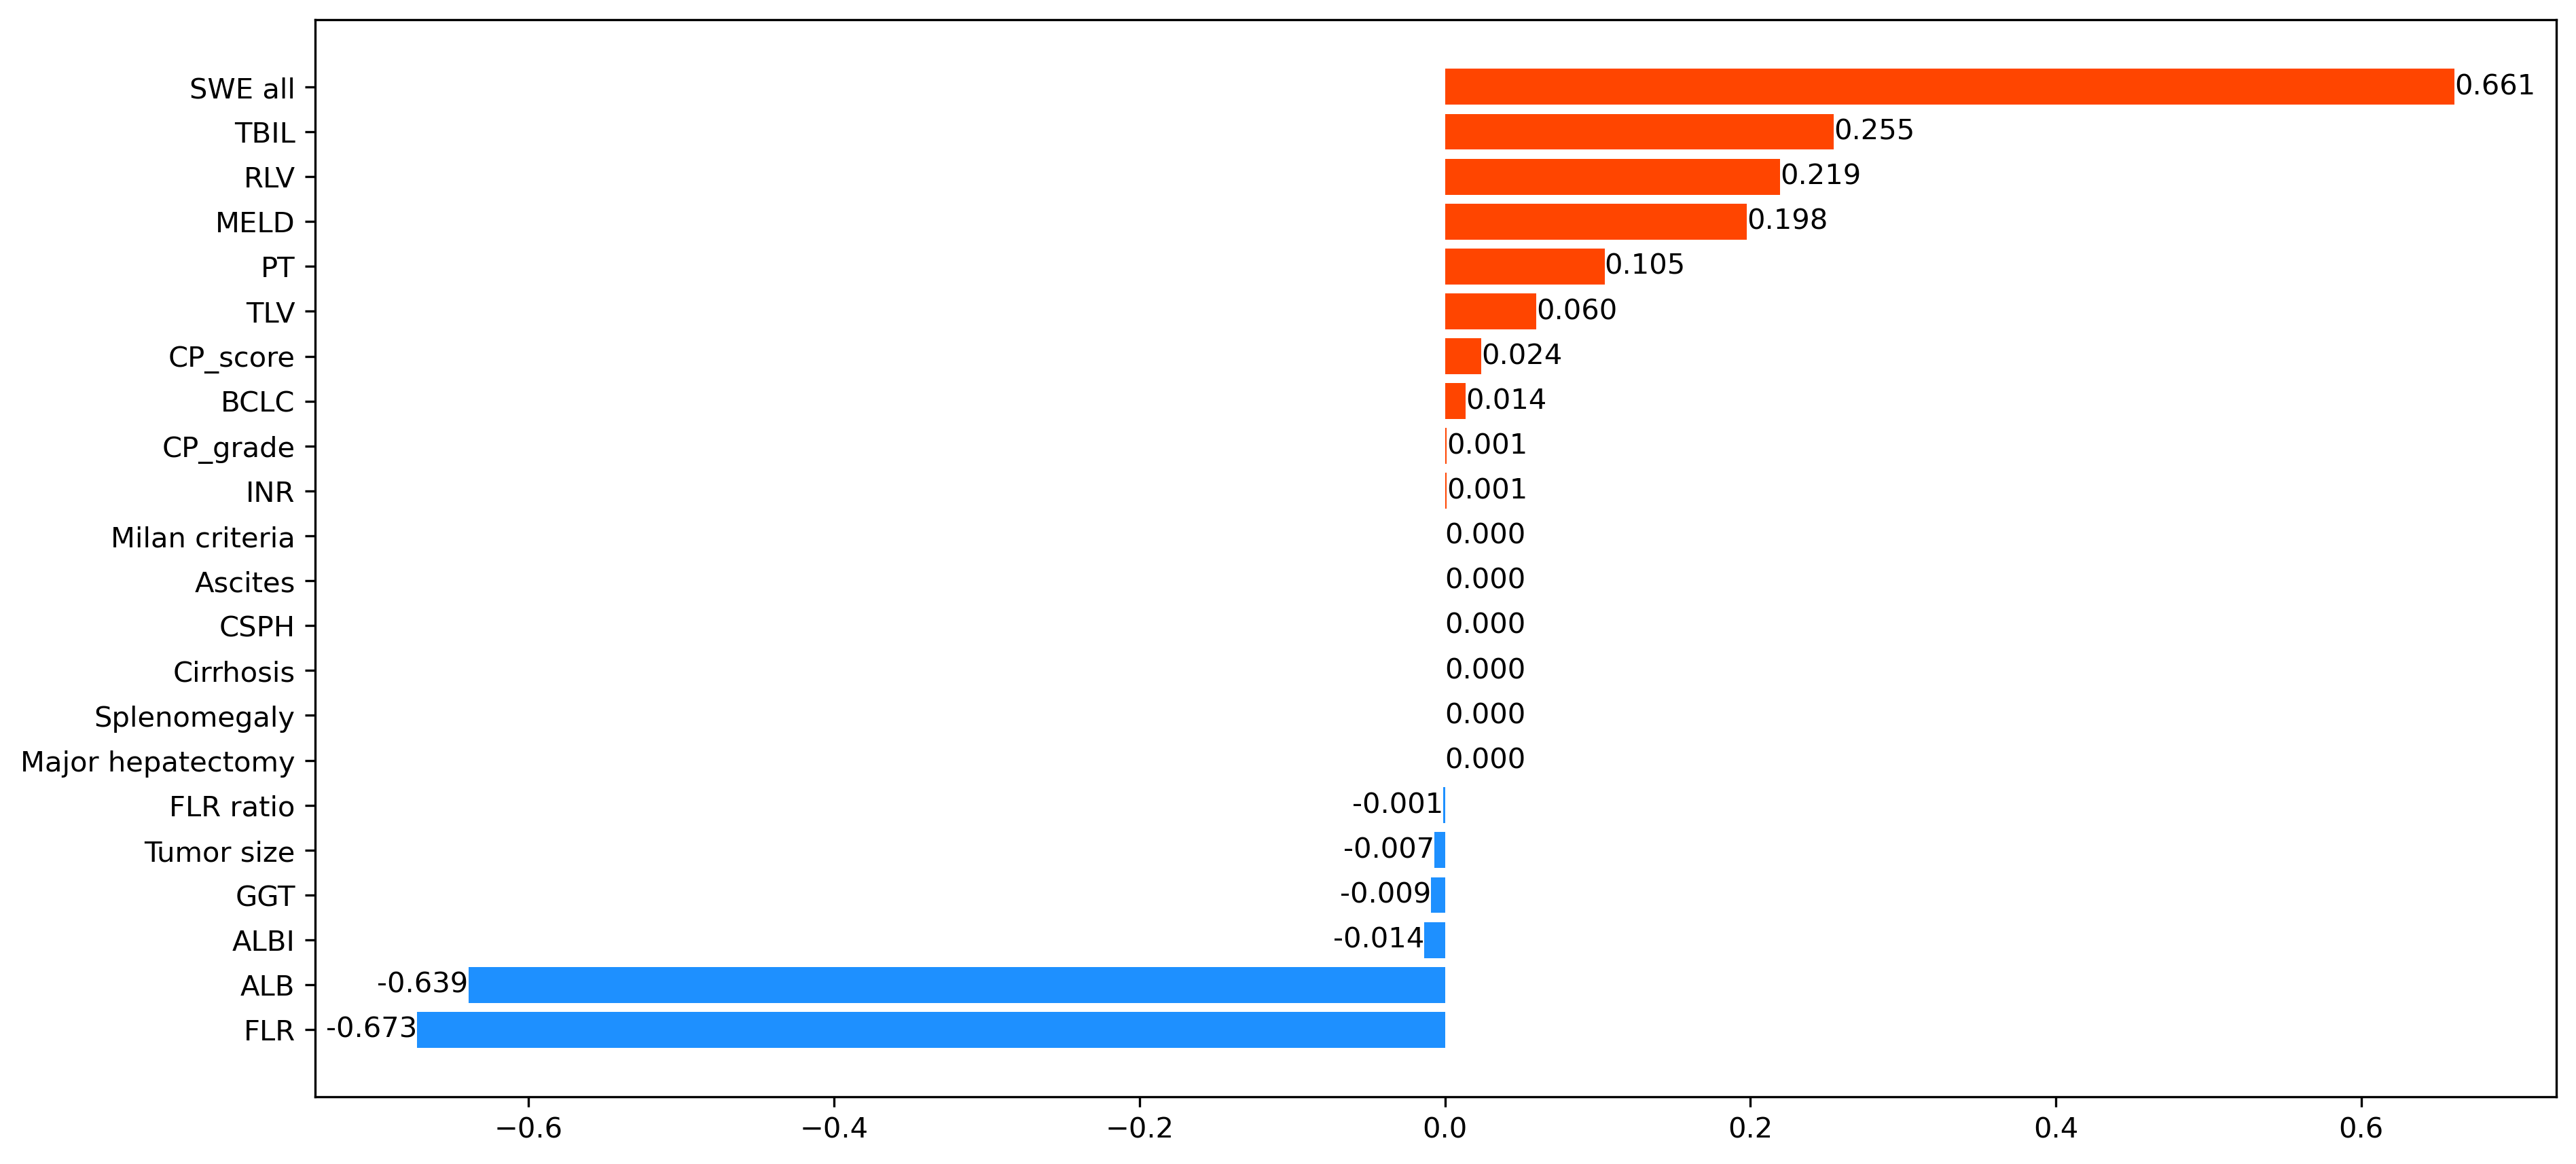 SWE all 0.661
TBIL 0.255
RLV 0.219
MELD 0.198
PT 0.105
TLV 0.060
CP_score 0.024
BCLC 0.014
CP_grade 0.001
INR 0.001
Milan criteria 0.000
Ascites 0.000
CSPH 0.000
Cirrhosis 0.000
Splenomegaly 0.000
Major hepatectomy 0.000
FLR ratio -0.001
Tumor size -0.007
GGT -0.009
ALBI -0.014
ALB -0.639
FLR -0.673
−0.6 −0.4 −0.2 0.0 0.2 0.4 0.6